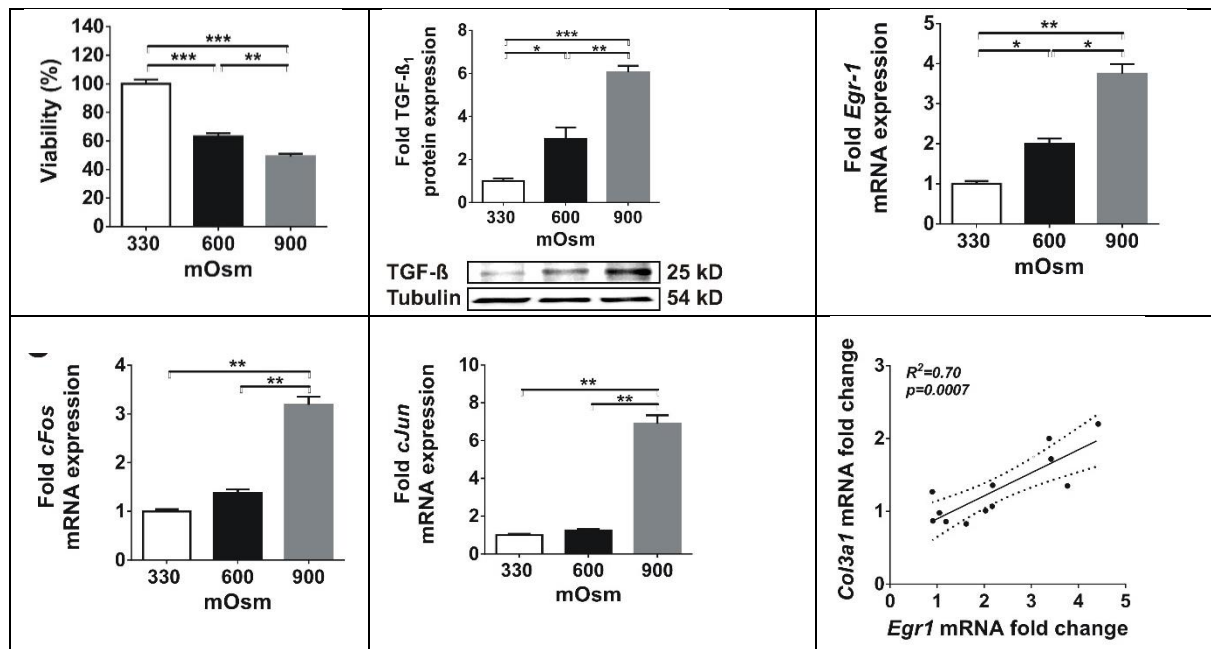 Viability (%)
140
120
100
80
60
40
20
0
***
*** **
330 600 900
mOsm
Fold TGF-ß1
protein expression
8
6
4
2
0
***
* **
330 600 900
mOsm
TGF-ß 25 kD
Tubulin 54 kD
Fold Egr-1
mRNA expression
5
4
3
2
1
0
**
* *
330 600 900
mOsm
Fold cFos
mRNA expression
4
3
2
1
0
**
**
330 600 900
mOsm
Fold cJun
mRNA expression
10
8
6
4
2
0
**
**
330 600 900
mOsm
Col3a1 mRNA fold change
3
2
1
0
R²=0.70
p=0.0007
0 1 2 3 4 5
Egr1 mRNA fold change